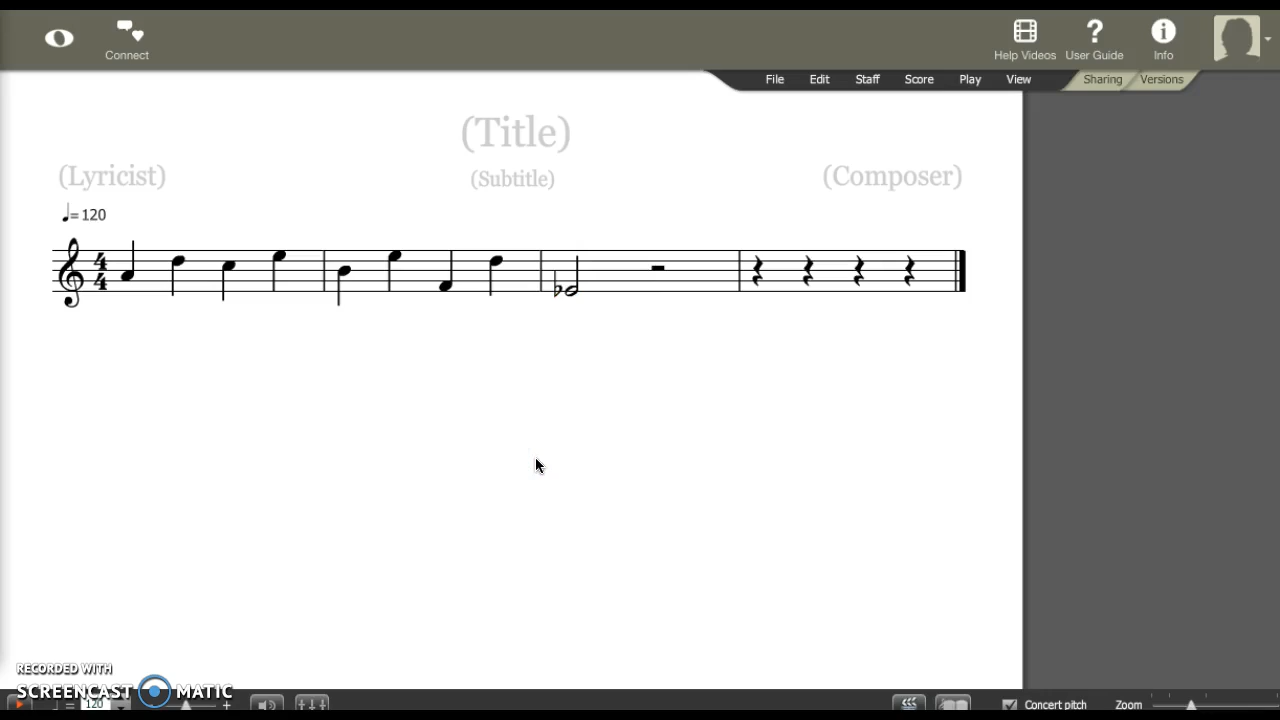 Connect
Help Videos User Guide Info
File Edit Staff Score Play View Sharing Versions
(Title)
(Lyricist) (Subtitle) (Composer)
♩= 120
RECORDED WITH
SCREENCAST MATIC
= 120 + Concert pitch Zoom